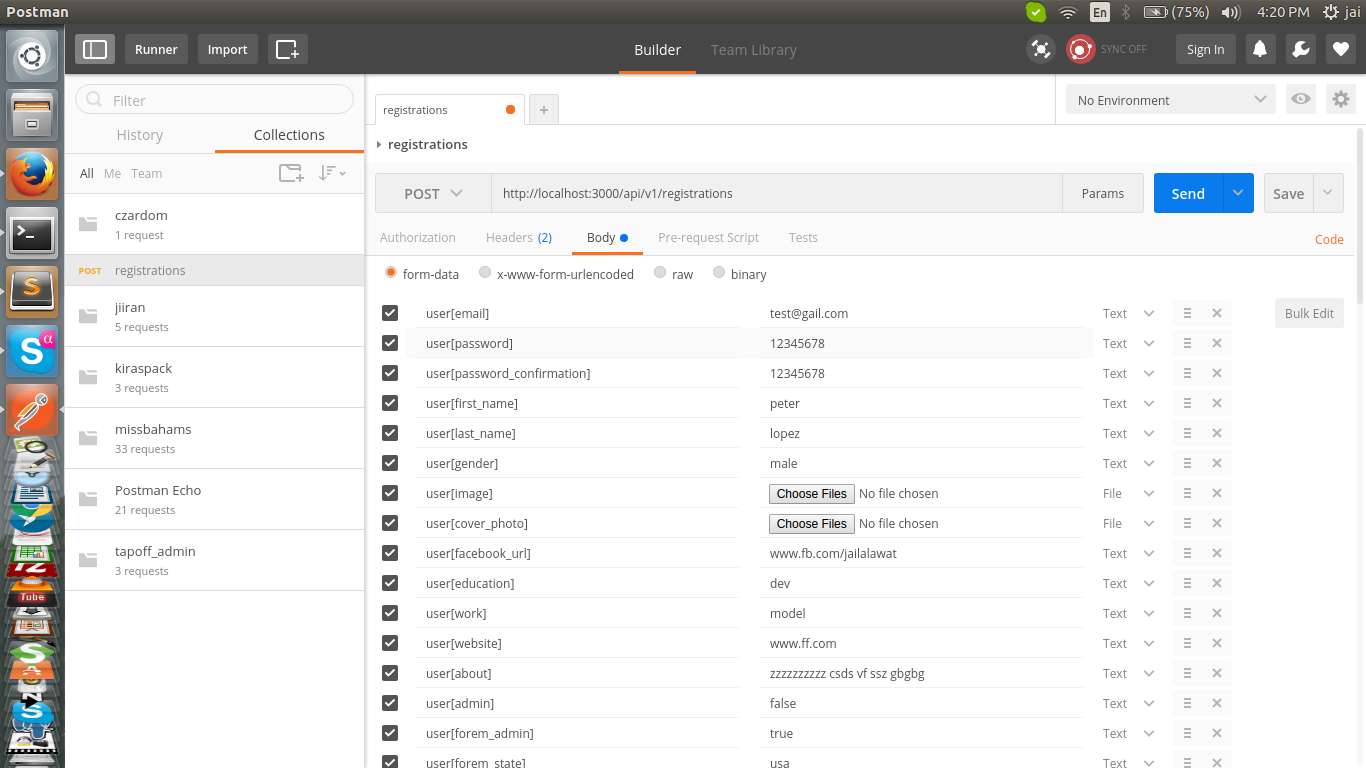 Postman
En
(75%)
4:20 PM
jai
Runner
Import
Builder
Team Library
SYNC OFF
Sign In
Filter
History
Collections
All Me Team
czardom
1 request
POST registrations
jiiran
5 requests
kiraspack
3 requests
missbahams
33 requests
Postman Echo
21 requests
tapoff_admin
3 requests
registrations
+
No Environment
registrations
POST
http://localhost:3000/api/v1/registrations
Params
Send
Save
Authorization
Headers (2)
Body
Pre-request Script
Tests
Code
form-data
x-www-form-urlencoded
raw
binary
Bulk Edit
user[email] test@gail.com Text
user[password] 12345678 Text
user[password_confirmation] 12345678 Text
user[first_name] peter Text
user[last_name] lopez Text
user[gender] male Text
user[image] Choose Files No file chosen File
user[cover_photo] Choose Files No file chosen File
user[facebook_url] www.fb.com/jailalawat Text
user[education] dev Text
user[work] model Text
user[website] www.ff.com Text
user[about] zzzzzzzzzz csds vf ssz gbgbg Text
user[admin] false Text
user[forem_admin] true Text
user[forem_state] usa Text
Tube